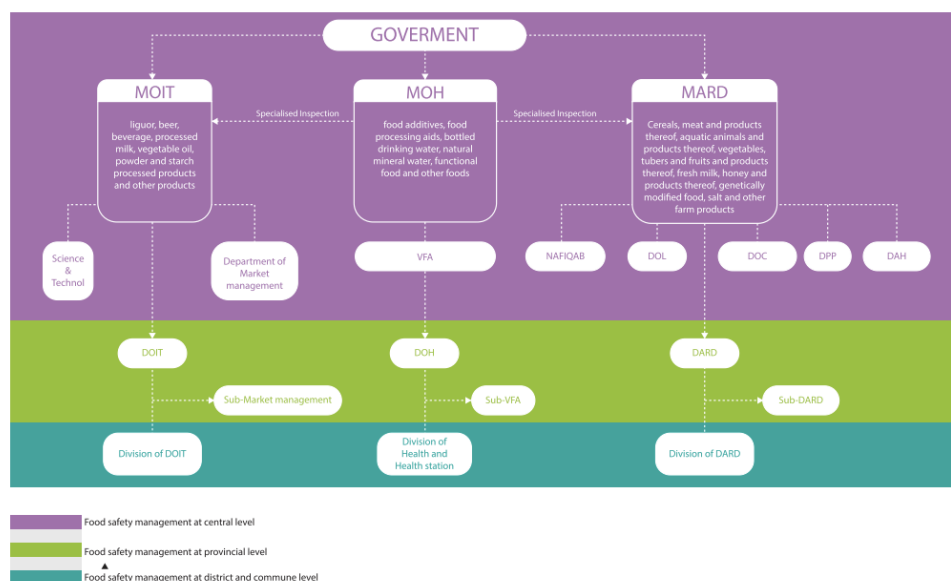 GOVERMENT
MOIT
MOH
MARD
liguor, beer,
beverage, processed
milk, vegetable oil,
powder and starch
processed products
and other products
Specialised Inspection
food additives, food
processing aids, bottled
drinking water, natural
mineral water, functional
food and other foods
Specialised Inspection
Cereals, meat and products
thereof, aquatic animals and
products thereof, vegetables,
tubers and fruits and products
thereof, fresh milk, honey and
products thereof, genetically
modified food, salt and other
farm products
Science
&
Technol
Department of
Market
management
VFA
NAFIQAB
DOL
DOC
DPP
DAH
DOIT
DOH
DARD
Sub-Market management
Sub-VFA
Sub-DARD
Division of DOIT
Division of
Health and
Health station
Division of DARD
Food safety management at central level
Food safety management at provincial level
Food safety management at district and commune level